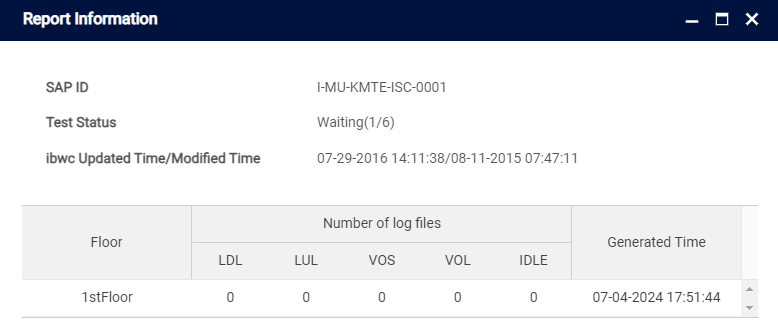 Report Information
SAP ID I-MU-KMTE-ISC-0001
Test Status Waiting(1/6)
ibwc Updated Time/Modified Time 07-29-2016 14:11:38/08-11-2015 07:47:11
Floor Number of log files Generated Time
LDL LUL VOS VOL IDLE
1stFloor 0 0 0 0 0 07-04-2024 17:51:44